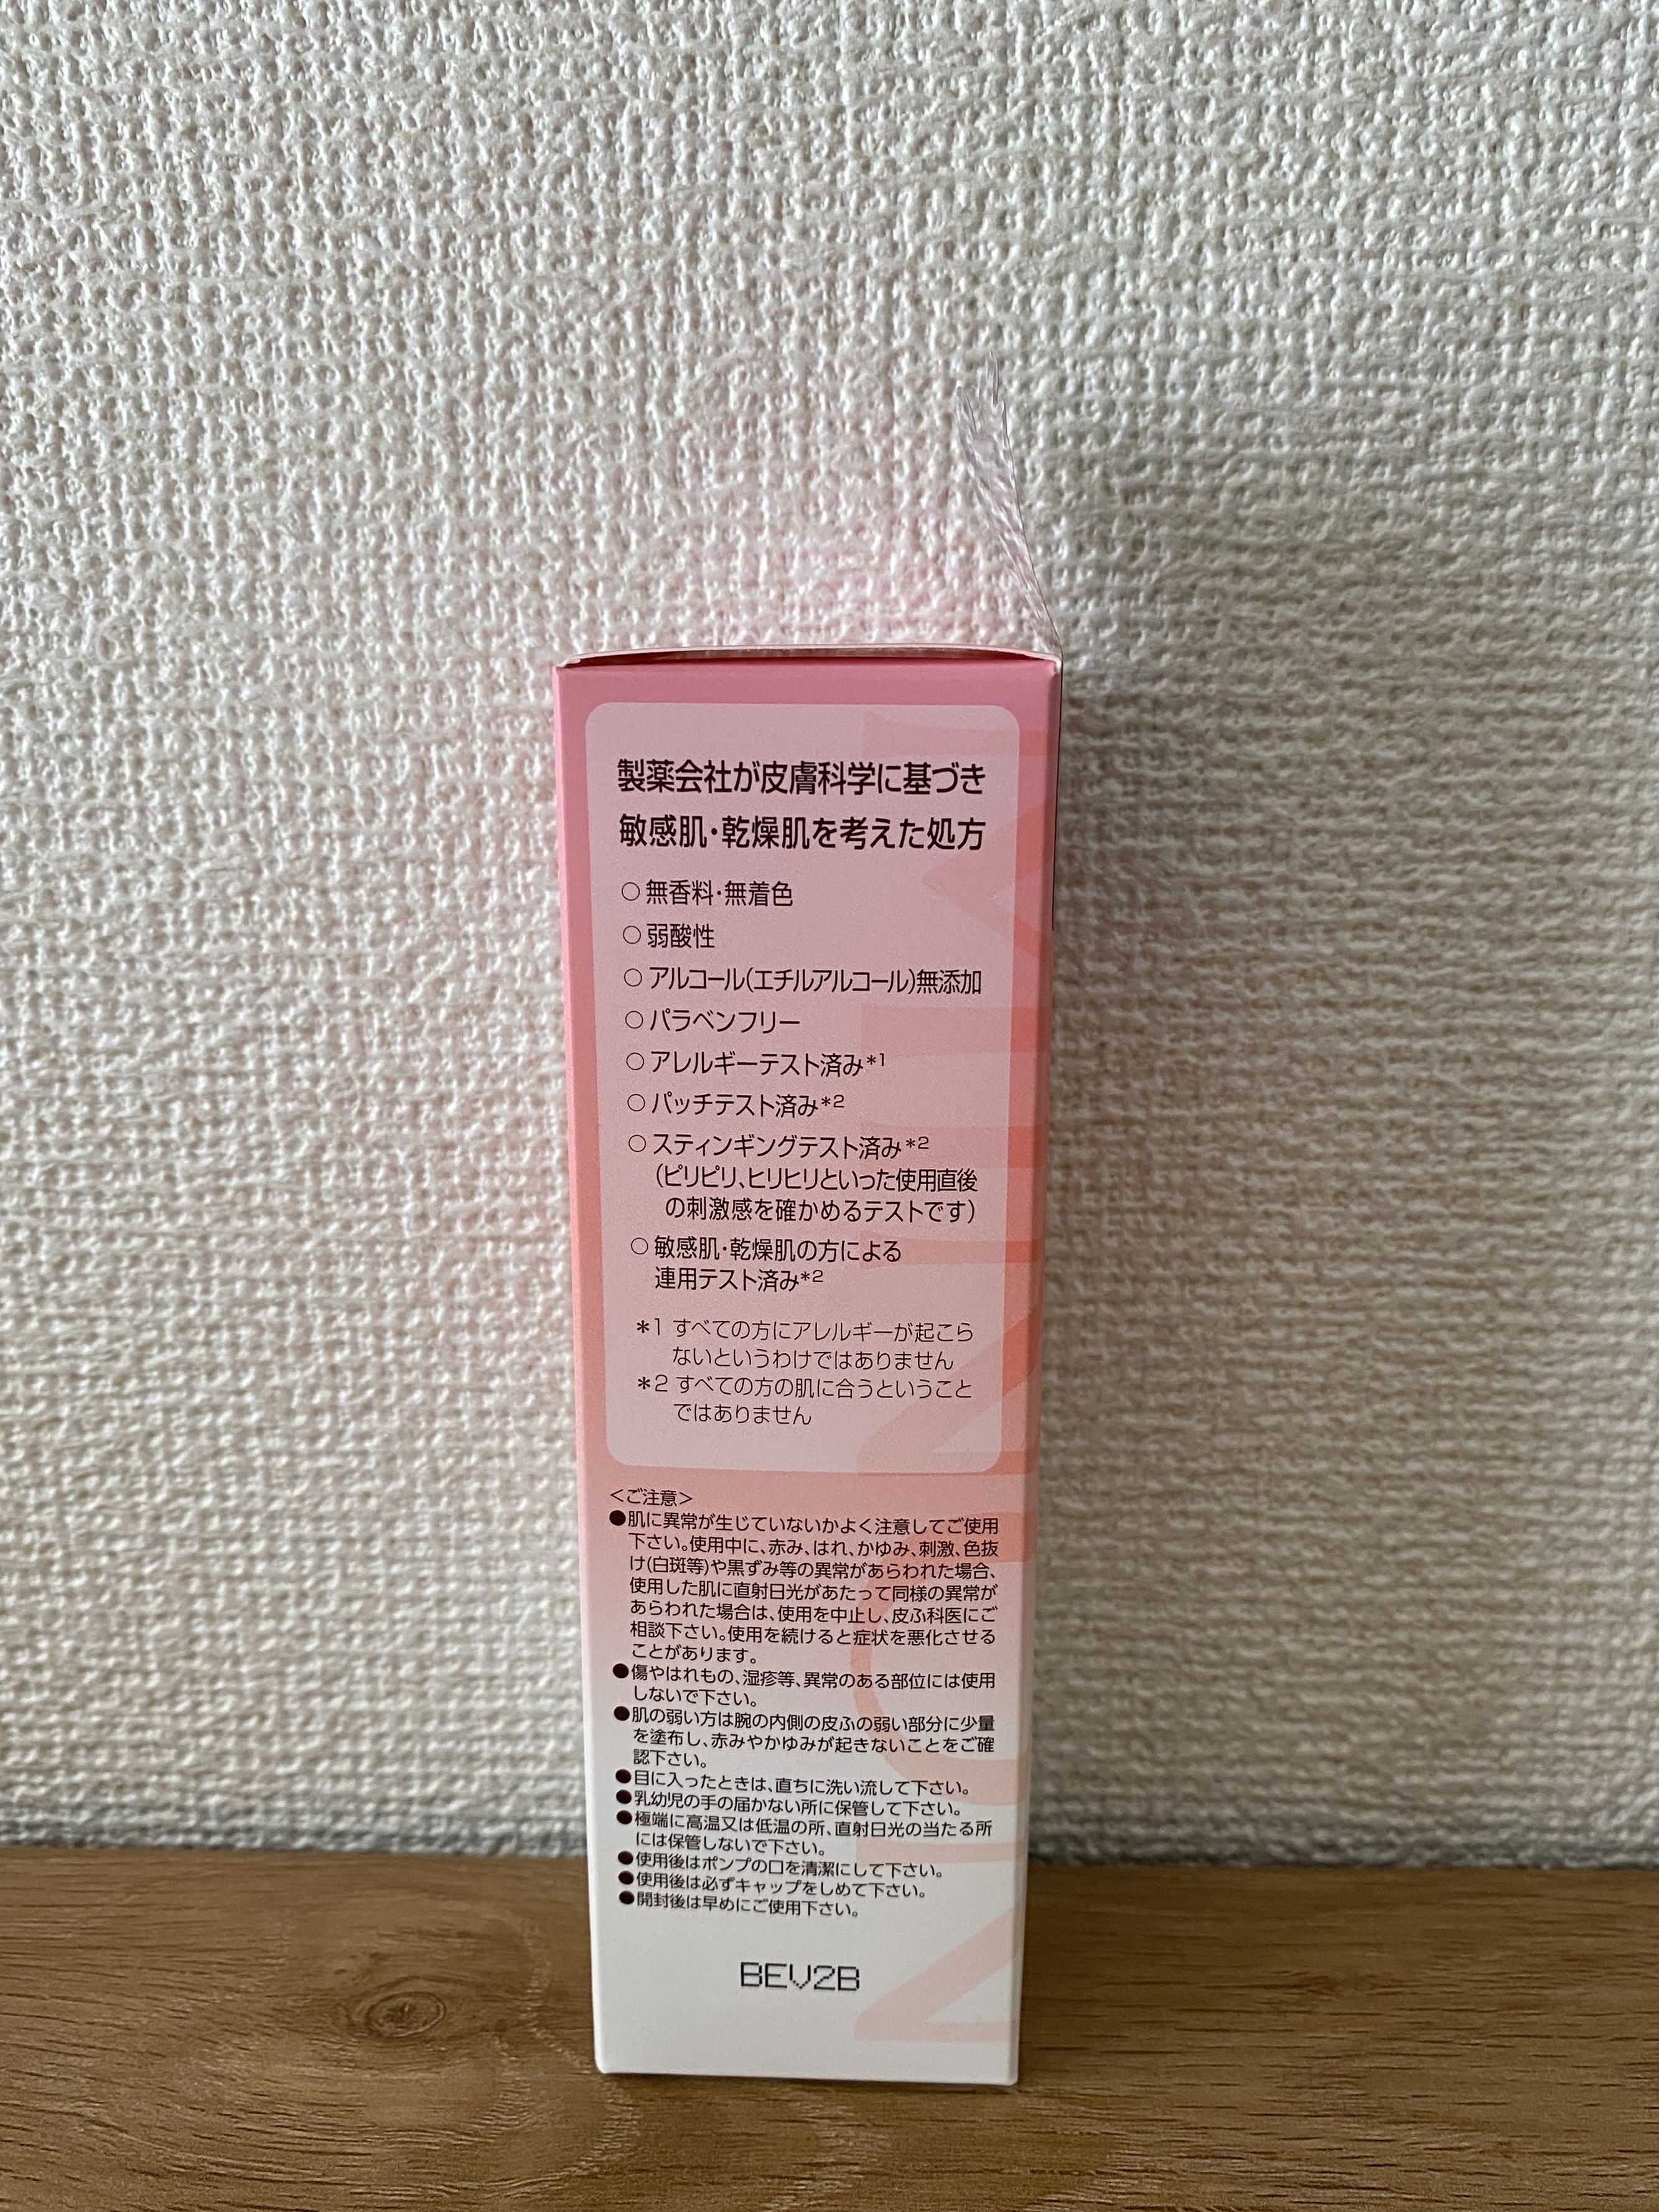 製薬会社が皮膚科学に基づき
敏感肌・乾燥肌を考えた処方
○ 無香料・無着色
○ 弱酸性
○ アルコール(エチルアルコール)無添加
○ パラベンフリー
○ アレルギーテスト済み*1
○ パッチテスト済み*2
○ スティンギングテスト済み*2
(ピリピリ、ヒリヒリといった使用直後
の刺激感を確かめるテストです)
○ 敏感肌・乾燥肌の方による
連用テスト済み*2
*1 すべての方にアレルギーが起こら
ないというわけではありません
*2 すべての方の肌に合うということ
ではありません
<ご注意>
●肌に異常が生じていないかよく注意してご使用
下さい。使用中に、赤み、はれ、かゆみ、刺激、色抜
け(白斑等)や黒ずみ等の異常があらわれた場合、
使用した肌に直射日光があたって同様の異常が
あらわれた場合は、使用を中止し、皮ふ科医にご
相談下さい。使用を続けると症状を悪化させる
ことがあります。
●傷やはれもの、湿疹等、異常のある部位には使用
しないで下さい。
●肌の弱い方は腕の内側の皮ふの弱い部分に少量
を塗布し、赤みやかゆみが起きないことをご確
認下さい。
●目に入ったときは、直ちに洗い流して下さい。
●乳幼児の手の届かない所に保管して下さい。
●極端に高温又は低温の所、直射日光の当たる所
には保管しないで下さい。
●使用後はポンプの口を清潔にして下さい。
●使用後は必ずキャップをしめて下さい。
●開封後は早めにご使用下さい。
BEV2B